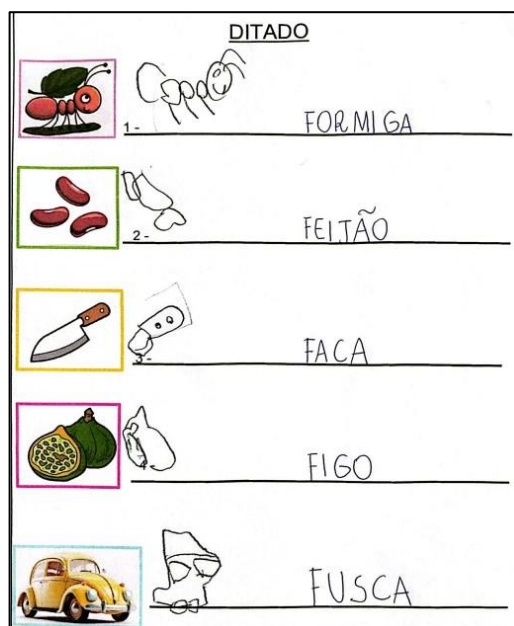 DITADO
1- FORMIGA
2- FEIJÃO
3- FACA
4- FIGO
FUSCA